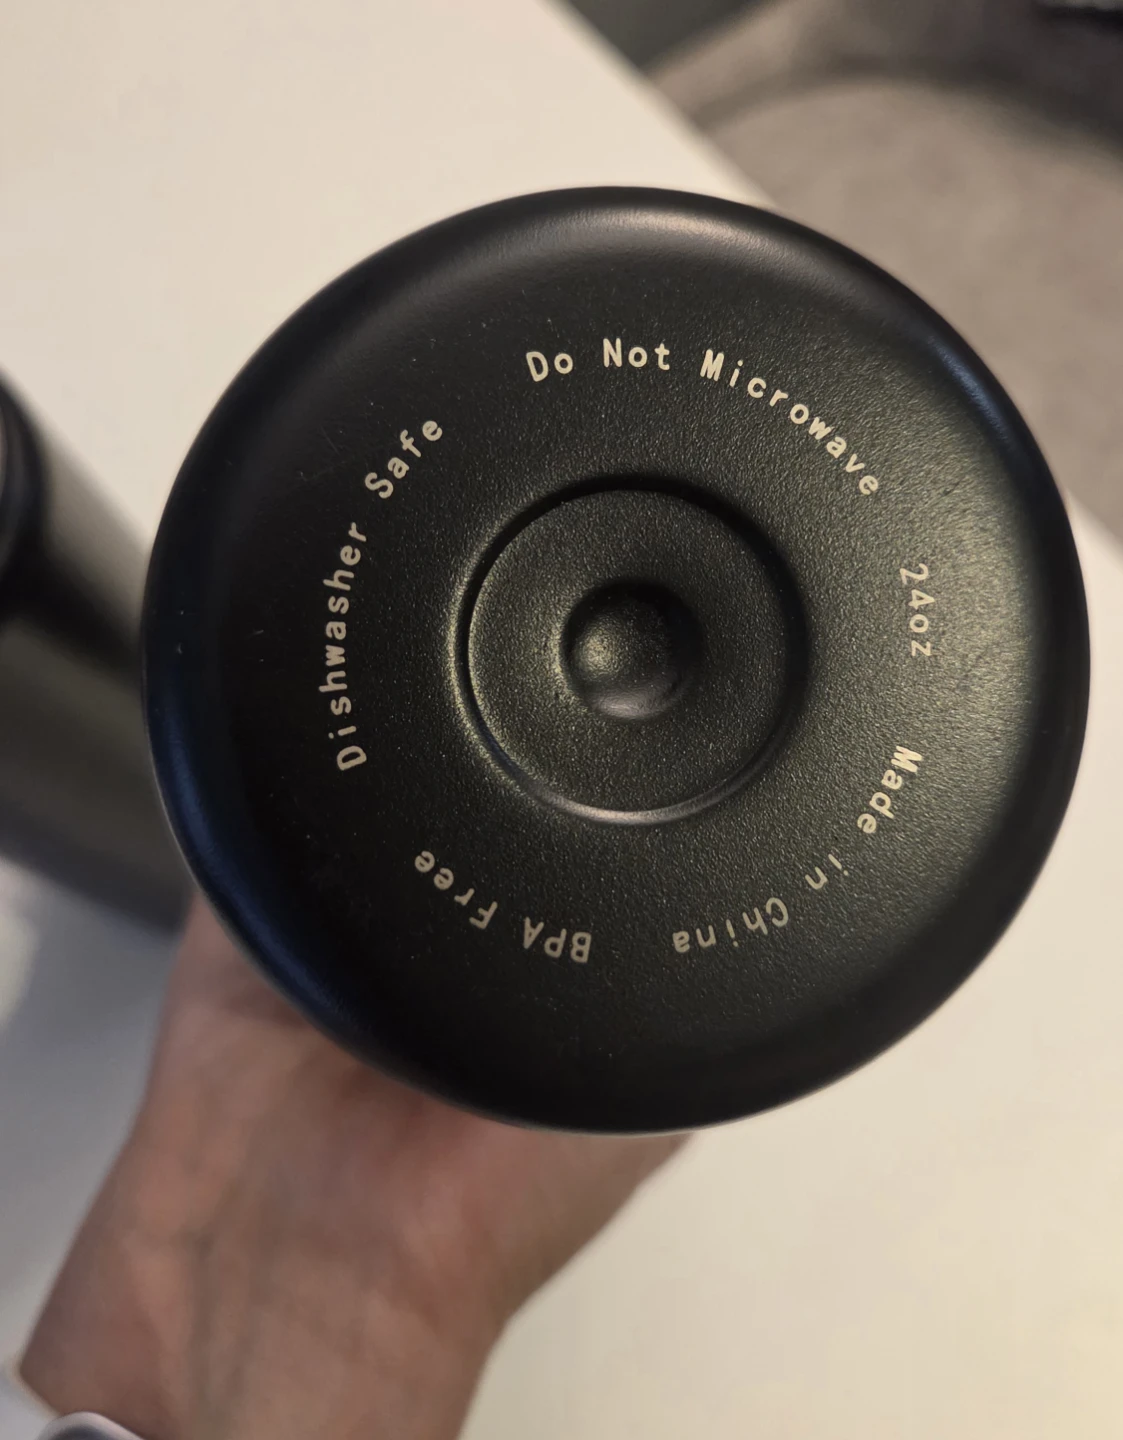 Do Not Microwave
24oz
Made in China
BPA Free
Dishwasher Safe